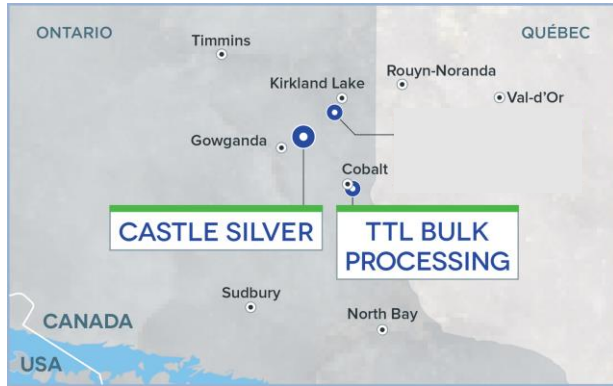 ONTARIO
QUÉBEC
Timmins
Rouyn-Noranda
Kirkland Lake
Val-d'Or
Gowganda
Cobalt
CASTLE SILVER
TTL BULK
PROCESSING
Sudbury
North Bay
CANADA
USA